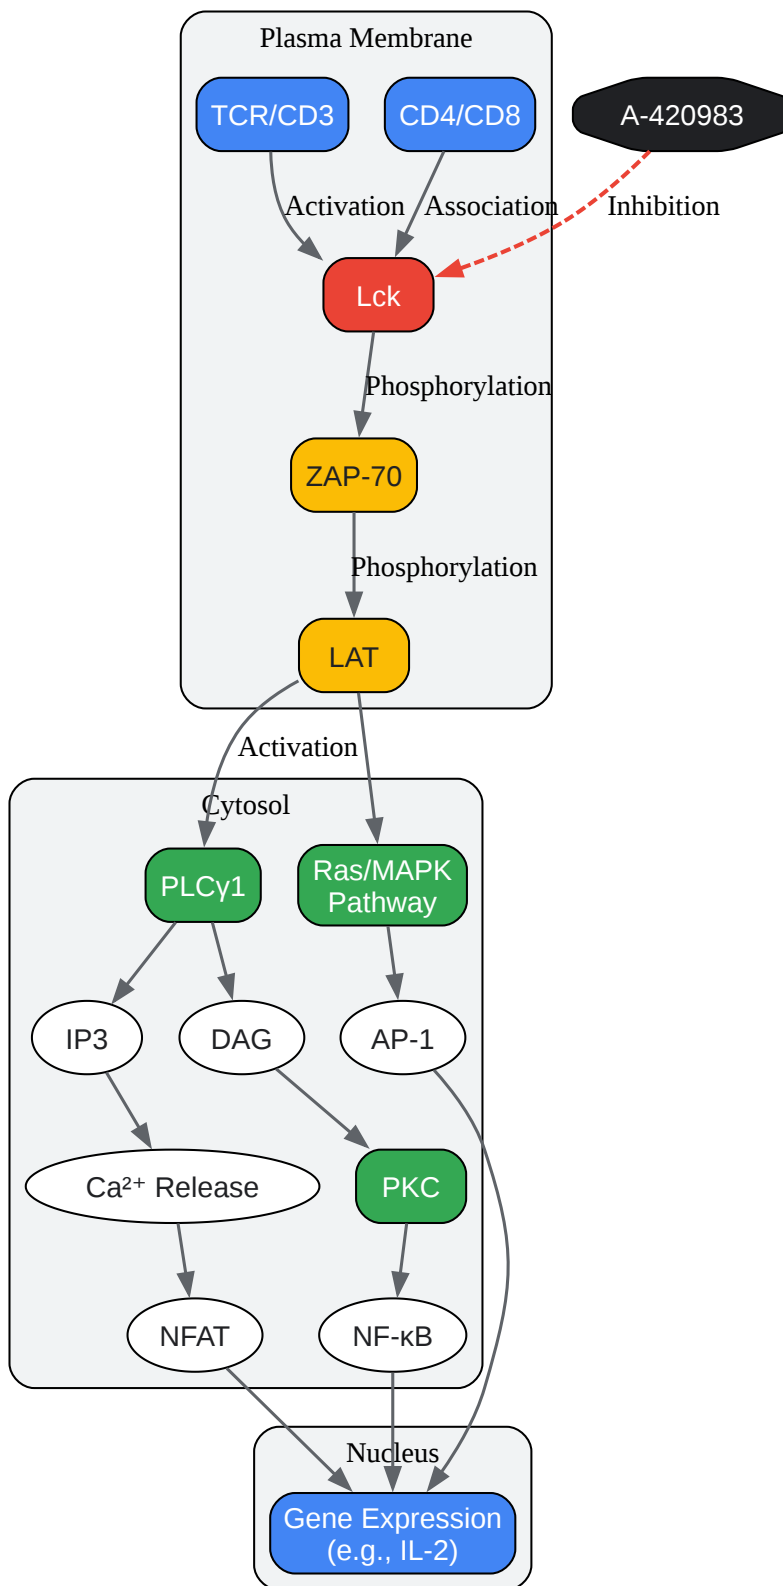 Plasma Membrane
TCR/CD3
CD4/CD8
A-420983
Activation
Association
Inhibition
Lck
Phosphorylation
ZAP-70
Phosphorylation
LAT
Activation
Cytosol
PLCγ1
Ras/MAPK
Pathway
IP3
DAG
AP-1
Ca²⁺ Release
PKC
NFAT
NF-κB
Nucleus
Gene Expression
(e.g., IL-2)